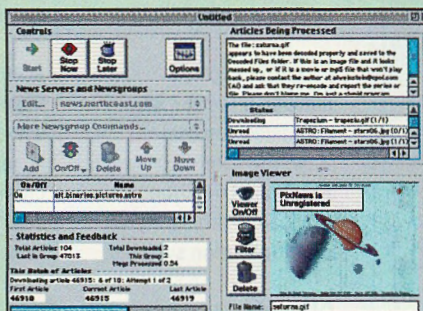 Untitled
Controls
Start
Stop Now
Stop Later
Options
News Servers and Newsgroups
Edit...
news.northcoast.com
More Newsgroup Commands...
Add
On/Off
Delete
Move Up
Move Down
On/Off Name
On alt.binaries.pictures.astro
Statistics and Feedback
Total Articles 104
Total Downloaded 2
Last in Group 47013
This Group 2
Megs Processed 0.54
This Batch of Articles
Downloading article 46915: 6 of 10: Attempt 1 of 2
First Article Current Article Last Article
46910 46915 46919
Articles Being Processed
The file: saturna.gif
appears to have been decoded properly and saved to the
Decoded Files folder. If this is an image file and it looks
messed up, or if it is a movie or mp3 file that won't play
back, please contact the author at
and ask that they re-encode and repost the series or
file. Please don't blame me. I'm just a stupid program.
Status
Downloading Trapezium - trapezia.gif (1/1)
Unread ASTRO: Filament - stars06.jpg (0/1)
Unread ASTRO: Filament - stars06.jpg (1/1)
Image Viewer
Viewer On/Off
Filter
Delete
PixNews is
Unregistered
File Name: saturna.gif